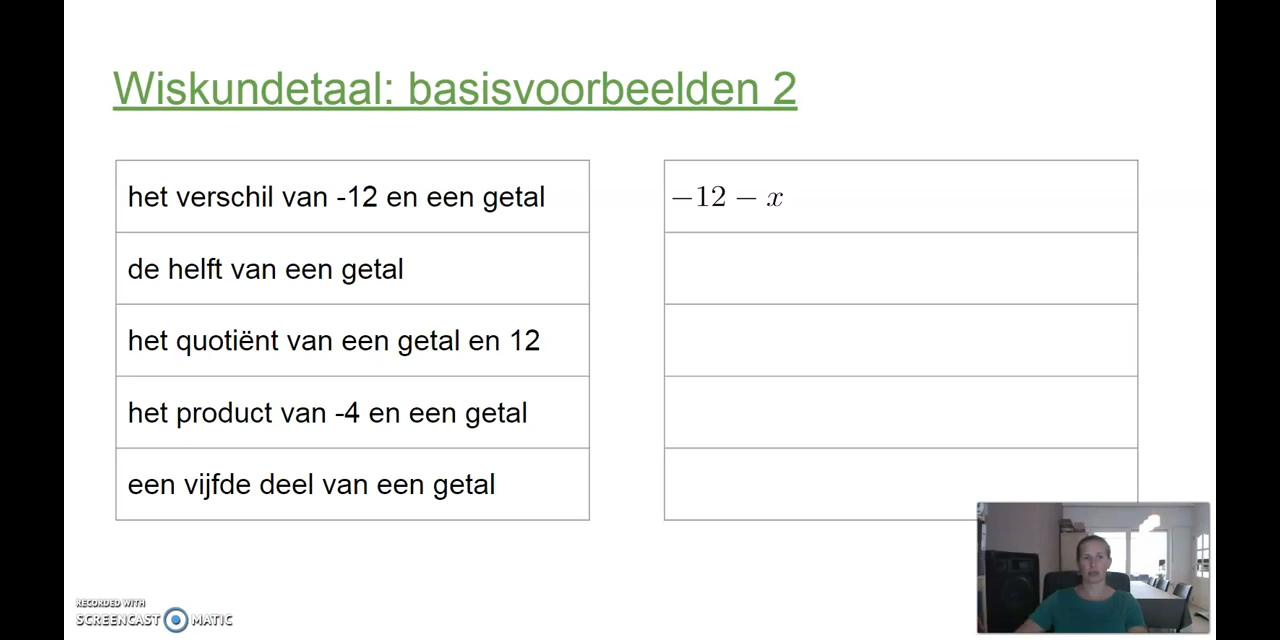 Wiskundetaal: basisvoorbeelden 2
het verschil van -12 en een getal
−12 − x
de helft van een getal
het quotiënt van een getal en 12
het product van -4 en een getal
een vijfde deel van een getal
RECORDED WITH
SCREENCAST MATIC